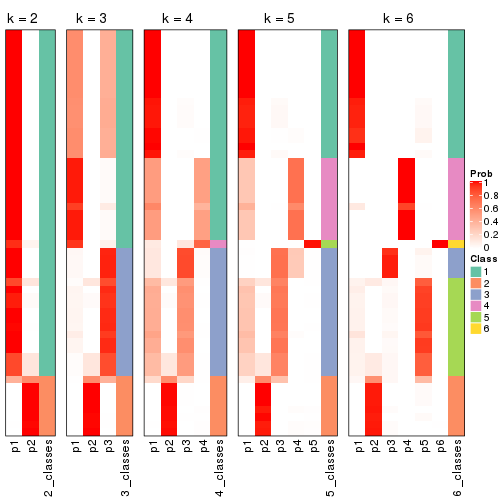 k = 2
k = 3
k = 4
k = 5
k = 6
Prob
1
0.8
0.6
0.4
0.2
0
Class
1
2
3
4
5
6
p1
p2
2_classes
p1
p2
p3
3_classes
p1
p2
p3
p4
4_classes
p1
p2
p3
p4
p5
5_classes
p1
p2
p3
p4
p5
p6
6_classes